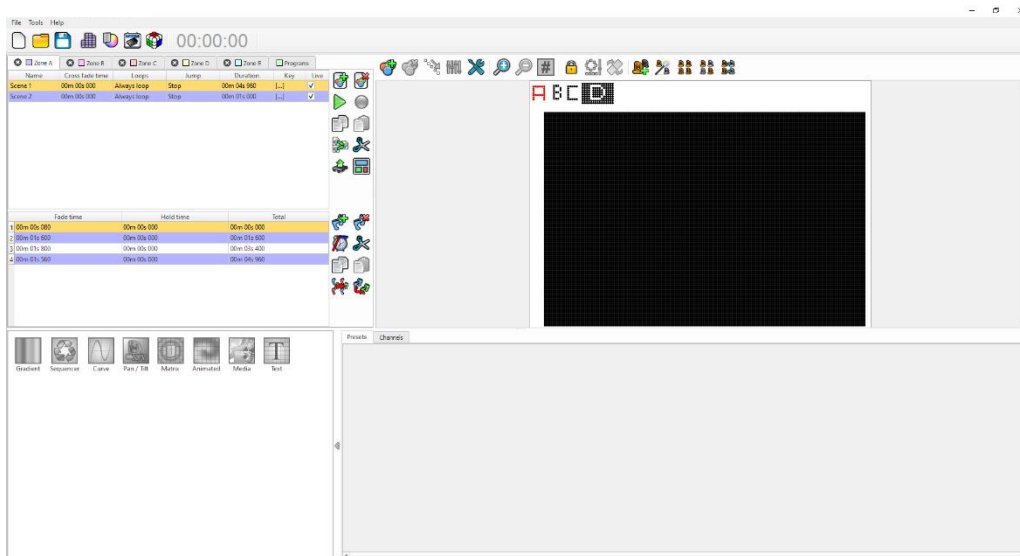 File Tools Help
00:00:00
Zone A Zone B Zone C Zone D Zone E Programs
Name Cross fade time Loops Jump Duration Key Live
Scene 1 00m 00s 000 Always loop Stop 00m 04s 960 [...]
Scene 2 00m 00s 000 Always loop Stop 00m 01s 000 [...]
A B C D
Fade time Hold time Total
1 00m 00s 080 00m 00s 000 00m 00s 000
2 00m 01s 600 00m 00s 000 00m 01s 600
3 00m 01s 800 00m 00s 000 00m 03s 400
4 00m 01s 560 00m 00s 000 00m 04s 960
Presets Channels
Gradient Sequencer Curve Pan / Tilt Matrix Animated Media Text